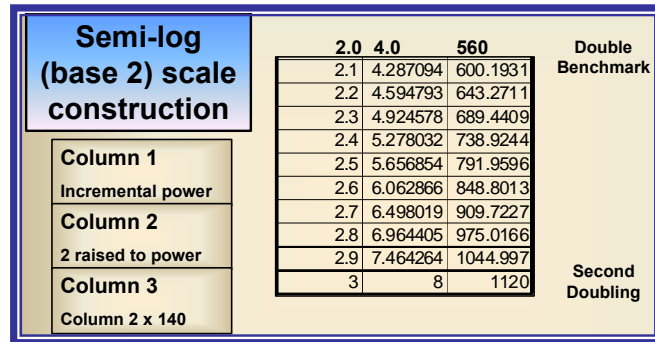 Semi-log
(base 2) scale
construction
Column 1
Incremental power
Column 2
2 raised to power
Column 3
Column 2 x 140
2.0 4.0 560
2.1 4.287094 600.1931
2.2 4.594793 643.2711
2.3 4.924578 689.4409
2.4 5.278032 738.9244
2.5 5.656854 791.9596
2.6 6.062866 848.8013
2.7 6.498019 909.7227
2.8 6.964405 975.0166
2.9 7.464264 1044.997
3 8 1120
Double
Benchmark
Second
Doubling